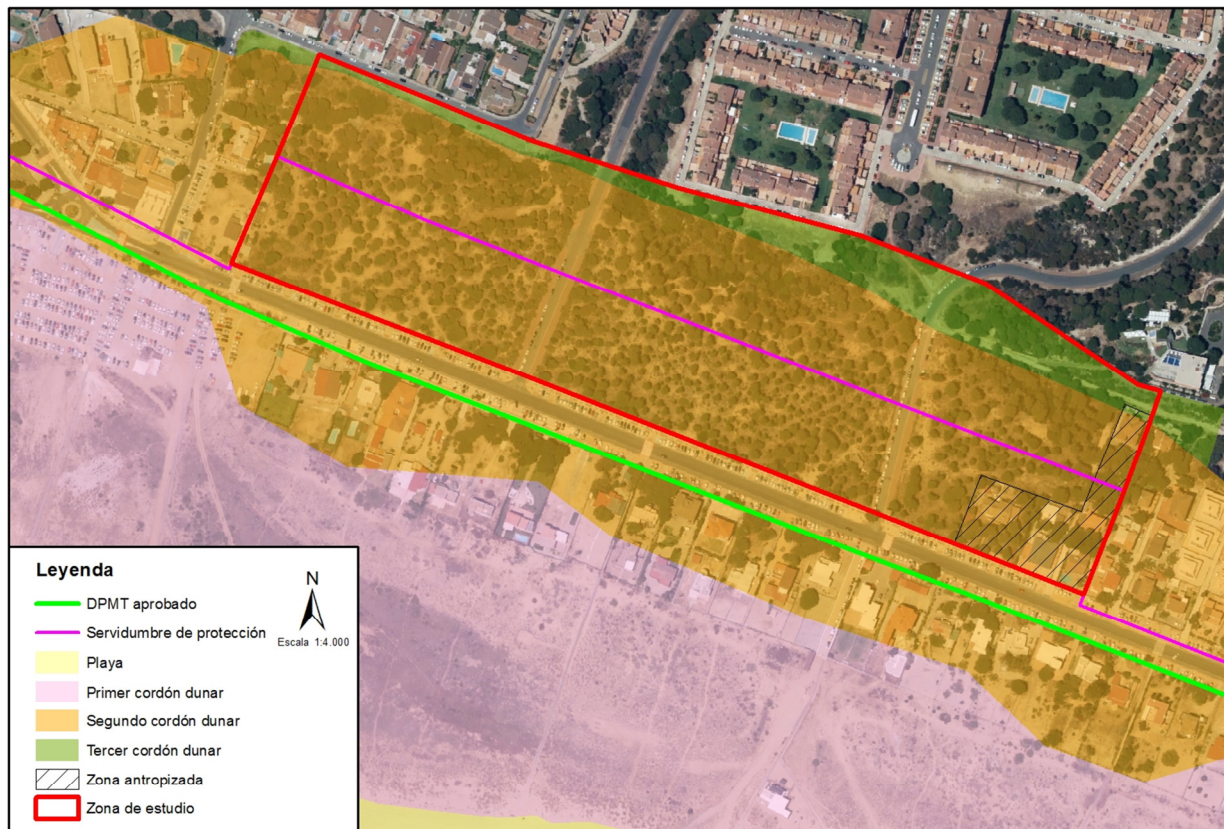 Leyenda
N
Escala 1:4.000
DPMT aprobado
Servidumbre de protección
Playa
Primer cordón dunar
Segundo cordón dunar
Tercer cordón dunar
Zona antropizada
Zona de estudio